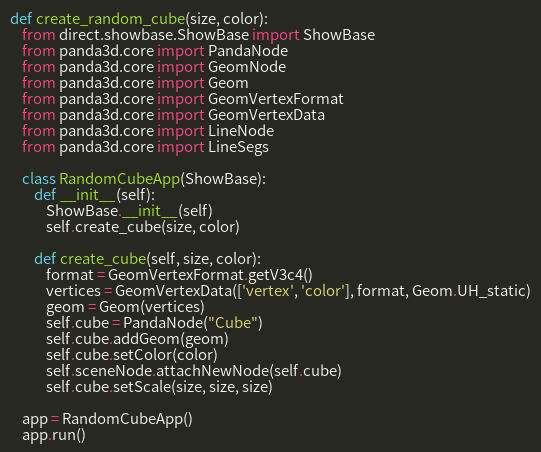 def create_random_cube(size, color):
from direct.showbase.ShowBase import ShowBase
from panda3d.core import PandaNode
from panda3d.core import GeomNode
from panda3d.core import Geom
from panda3d.core import GeomVertexFormat
from panda3d.core import GeomVertexData
from panda3d.core import LineNode
from panda3d.core import LineSegs
class RandomCubeApp(ShowBase):
def __init__(self):
ShowBase.__init__(self)
self.create_cube(size, color)
def create_cube(self, size, color):
format = GeomVertexFormat.getV3c4()
vertices = GeomVertexData(['vertex', 'color'], format, Geom.UH_static)
geom = Geom(vertices)
self.cube = PandaNode("Cube")
self.cube.addGeom(geom)
self.cube.setColor(color)
self.sceneNode.attachNewNode(self.cube)
self.cube.setScale(size, size, size)
app = RandomCubeApp()
app.run()